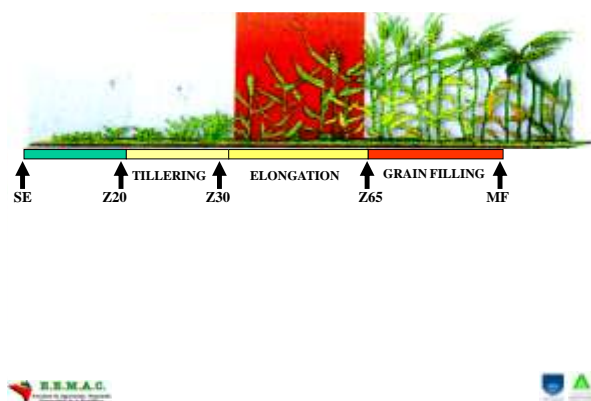 TILLERING ELONGATION GRAIN FILLING
SE Z20 Z30 Z65 MF
E.E.M.A.C.